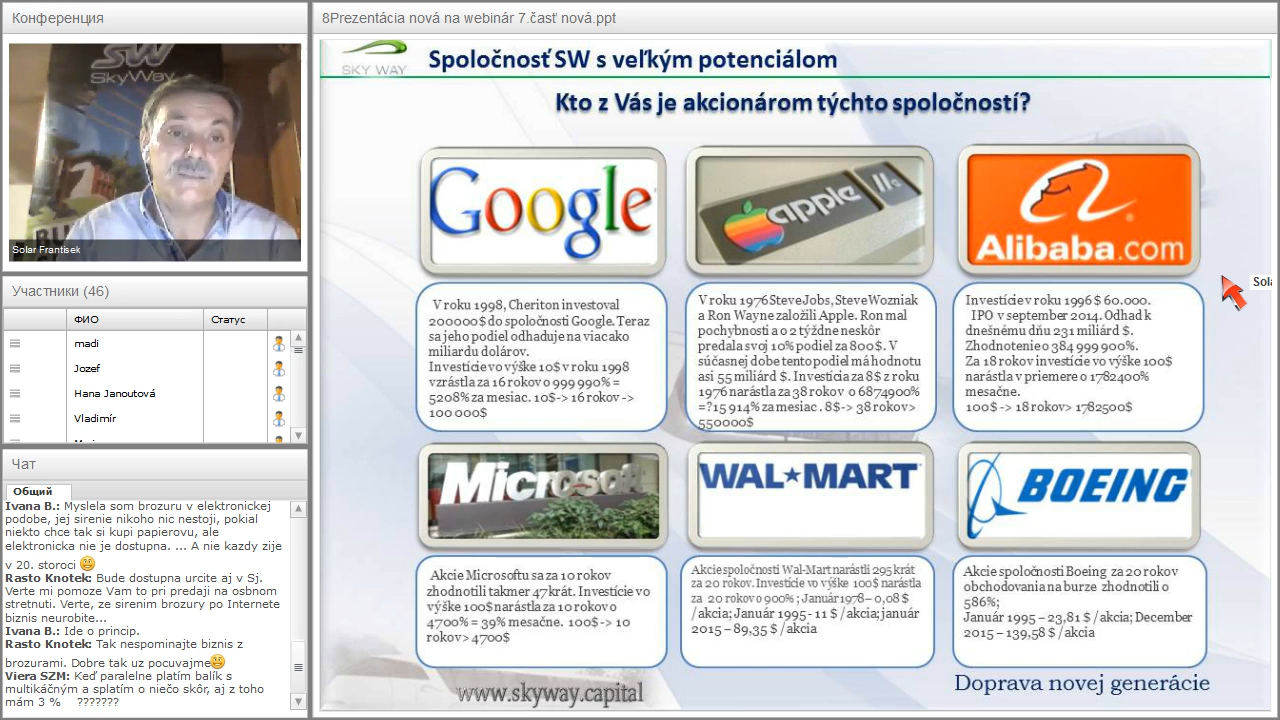 Конференция
SW
SkyWay
Solar Frantisek
Участники (46)
ФИО Статус
madi
Jozef
Hana Janoutová
Vladimír
Чат
Общий
Ivana B.: Myslela som brozuru v elektronickej
podobe, jej sirenie nikoho nic nestoji, pokial
niekto chce tak si kupi papierovu, ale
elektronicka nie je dostupna. ... A nie kazdy zije
v 20. storoci
Rasto Knotek: Bude dostupna urcite aj v Sj.
Verte mi pomoze Vam to pri predaji na osbnom
stretnuti. Verte, ze sirenim brozury po Internete
biznis neurobite...
Ivana B.: Ide o princip.
Rasto Knotek: Tak nespominajte biznis z
brozurami. Dobre tak uz pocuvajme
Viera SZM: Keď paralelne platím balík s
multikáčným a splatím o niečo skôr, aj z toho
mám 3 % ???????
8Prezentácia nová na webinár 7.časť nová.ppt
SKY WAY
Spoločnosť SW s veľkým potenciálom
Kto z Vás je akcionárom týchto spoločností?
Google
apple
Alibaba.com
Sola
V roku 1998, Cheriton investoval
200000$ do spoločnosti Google. Teraz
sa jeho podiel odhaduje na viac ako
miliardu dolárov.
Investície vo výške 10$ v roku 1998
vzrástla za 16 rokov o 999 990% =
5208% za mesiac. 10$-> 16 rokov ->
100 000$
V roku 1976 Steve Jobs, Steve Wozniak
a Ron Wayne založili Apple. Ron mal
pochybnosti a o 2 týždne neskôr
predala svoj 10% podiel za 800$. V
súčasnej dobe tento podiel má hodnotu
asi 55 miliárd $. Investícia za 8$ z roku
1976 narástla za 38 rokov o 6874900%
=?15 914% za mesiac . 8$-> 38 rokov>
550000$
Investície v roku 1996 $ 60.000.
IPO v september 2014. Odhad k
dnešnému dňu 231 miliárd $.
Zhodnotenie o 384 999 900%.
Za 18 rokov investície vo výške 100$
narástla v priemere o 1782400%
mesačne.
100$ -> 18 rokov> 1782500$
Microsoft
WAL★MART
BOEING
Akcie Microsoftu sa za 10 rokov
zhodnotili takmer 47krát. Investície vo
výške 100$ narástla za 10 rokov o
4700% = 39% mesačne. 100$ -> 10
rokov> 4700$
Akcie spoločnosti Wal-Mart narástli 295 krát
za 20 rokov. Investície vo výške 100$ narástla
za 20 rokov o 900% ; Január 1978 – 0,08 $
/akcia; Január 1995 - 11 $ /akcia; január
2015 – 89,35 $ /akcia
Akcie spoločnosti Boeing za 20 rokov
obchodovania na burze zhodnotili o
586%;
Január 1995 – 23,81 $ /akcia; December
2015 – 139,58 $ /akcia
www.skyway.capital
Doprava novej generácie